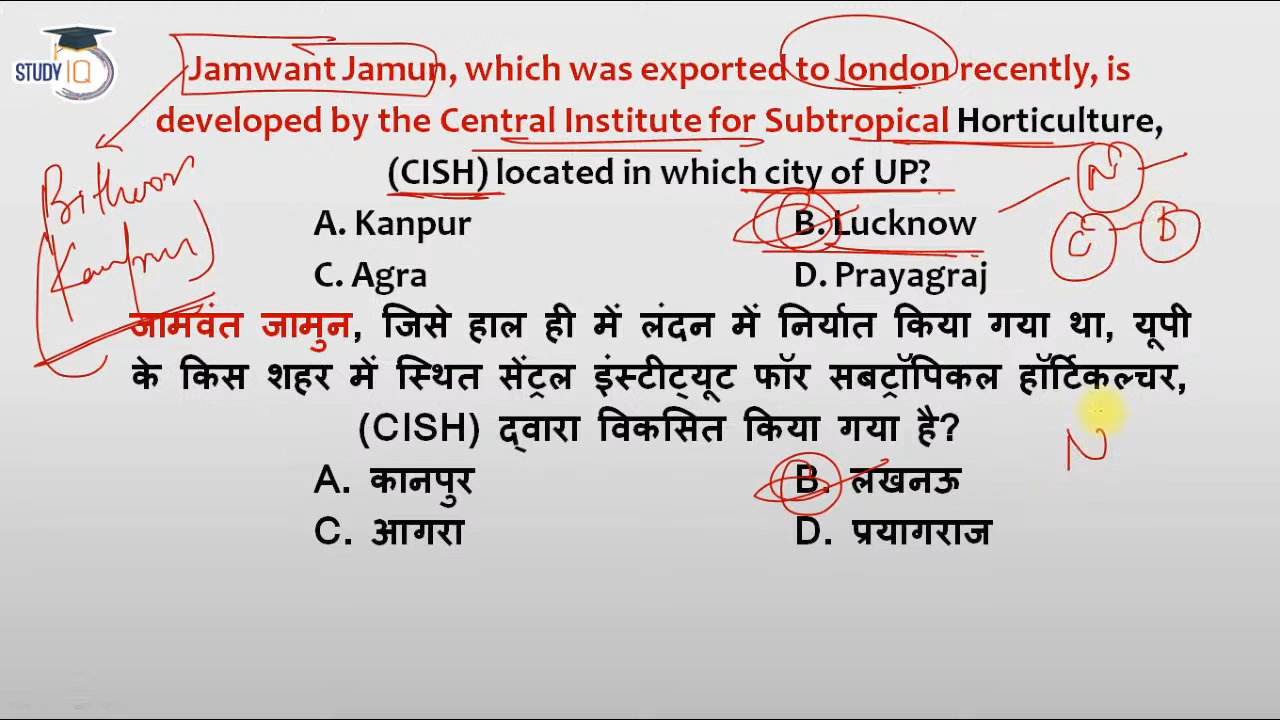 STUDY IQ
Jamwant Jamun, which was exported to london recently, is
developed by the Central Institute for Subtropical Horticulture,
(CISH) located in which city of UP?
A. Kanpur B. Lucknow
C. Agra D. Prayagraj
Bithoor
Kanpur
N
C B
जामवंत जामुन, जिसे हाल ही में लंदन में निर्यात किया गया था, यूपी
के किस शहर में स्थित सेंट्रल इंस्टीट्यूट फॉर सबट्रॉपिकल हॉर्टिकल्चर,
(CISH) द्वारा विकसित किया गया है?
N
A. कानपुर B. लखनऊ
C. आगरा D. प्रयागराज